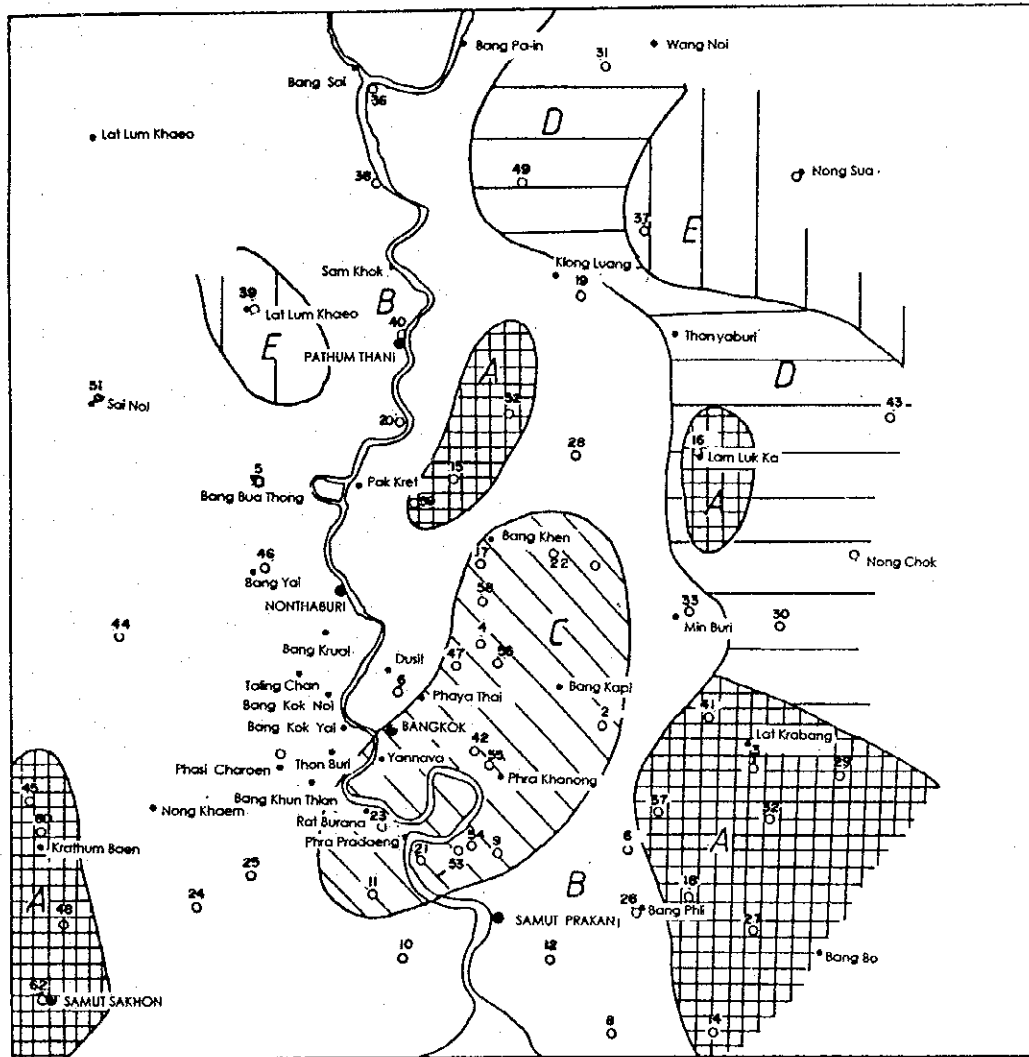 Bang Pa-in
Wang Noi
31
Bang Sai
36
D
Lat Lum Khaeo
49
Nong Sua
38
37
E
Klong Luang
Sam Khok
19
39
B
Lat Lum Khaeo
40
Thonyaburi
PATHUM THANI
E
A
D
51
Sai Noi
52
43
20
16
28
Lam Luk Ka
5
15
Pak Kret
Bang Bua Thong
A
59
Bang Khen
46
17
22
Nong Chok
Bang Yai
NONTHABURI
58
33
30
Min Buri
44
4
C
Bang Kruoi
47
56
Dusit
Taling Chan
6
Bang Kapi
Phaya Thai
Bang Kok Noi
41
2
Bang Kok Yai
BANGKOK
Lat Krabang
42
Yannava
55
3
29
Thon Buri
Phasi Charoen
Phra Khanong
45
Bang Khun Thian
57
32
Nong Khaem
Rat Burana
60
23
Phra Pradaeng
54
Krathum Baen
9
6
A
21
53
25
18
A
11
24
B
26
Bang Phli
48
SAMUT PRAKAN
27
10
12
Bang Bo
62
SAMUT SAKHON
8
14